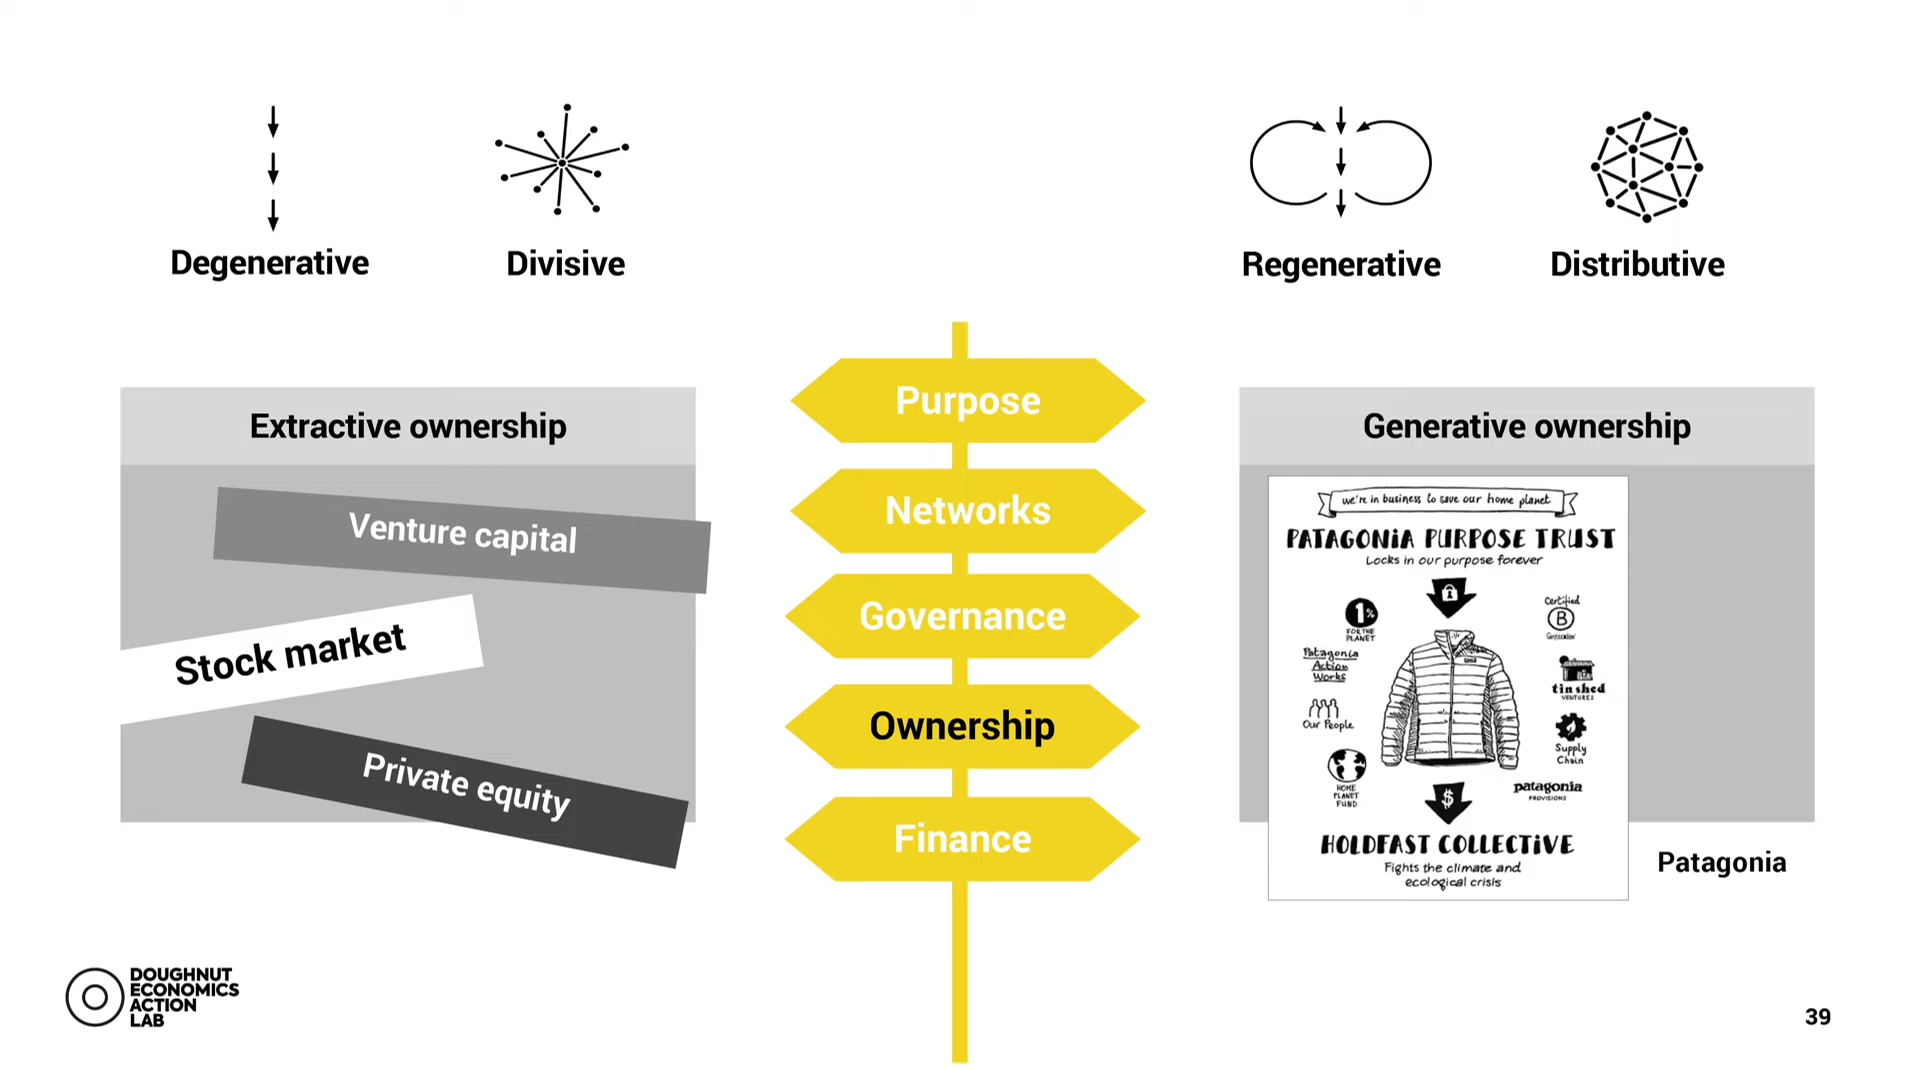 Degenerative
Divisive
Regenerative
Distributive
Extractive ownership
Venture capital
Stock market
Private equity
Purpose
Networks
Governance
Ownership
Finance
Generative ownership
we're in business to save our home planet
PATAGONIA PURPOSE TRUST
Locks in our purpose forever
1%
FOR THE
PLANET
Patagonia
Action
Works
Our People
HOME
PLANET
FUND
Certified
B
Corporation
tin shed
VENTURES
Supply
Chain
patagonia
PROVISIONS
$
HOLDFAST COLLECTIVE
Fights the climate and
ecological crisis
Patagonia
DOUGHNUT
ECONOMICS
ACTION
LAB
39